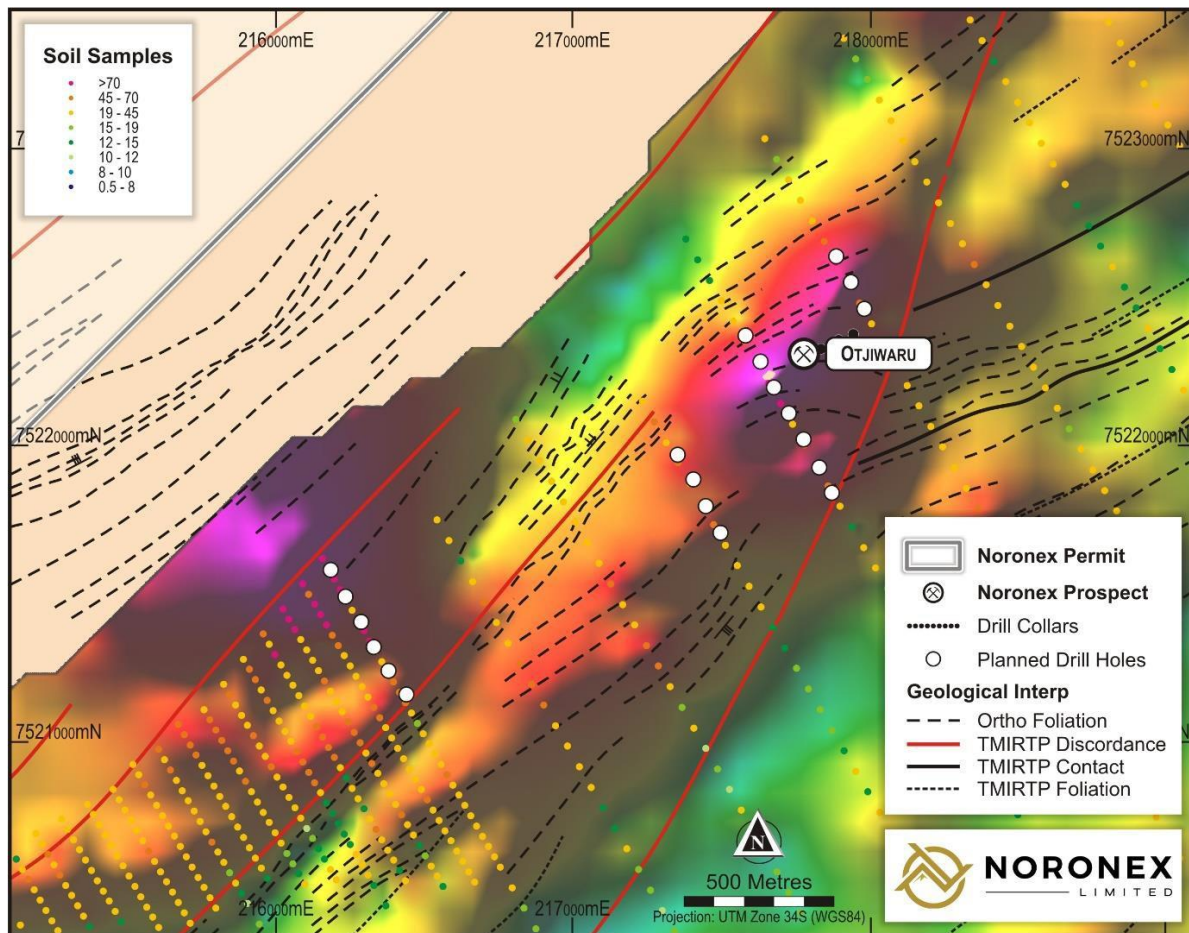 216000mE
217000mE
218000mE
Soil Samples
>70
45 - 70
19 - 45
15 - 19
12 - 15
10 - 12
8 - 10
0.5 - 8
7523000mN
OTJIWARU
7522000mN
7522000mN
Noronex Permit
Noronex Prospect
Drill Collars
Planned Drill Holes
Geological Interp
Ortho Foliation
TMIRTP Discordance
TMIRTP Contact
TMIRTP Foliation
7521000mN
N
500 Metres
Projection: UTM Zone 34S (WGS84)
216000mE
217000mE
NORONEX
LIMITED